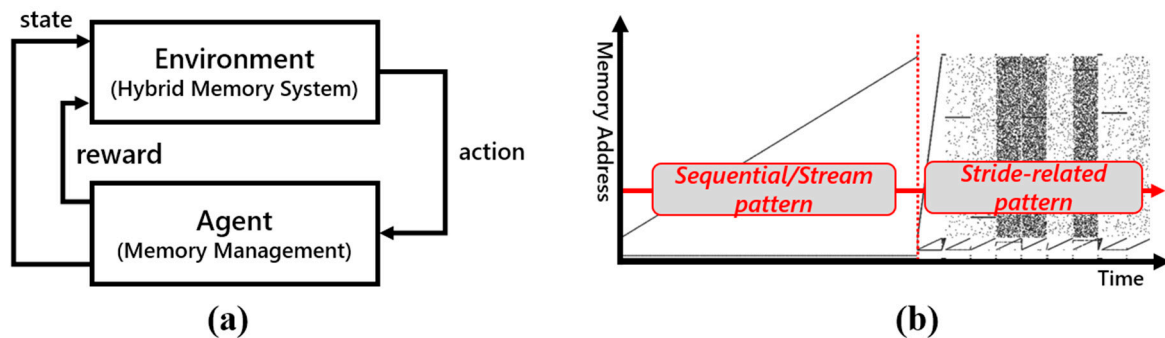 state
Environment
(Hybrid Memory System)
reward
action
Agent
(Memory Management)
(a)
Memory Address
Sequential/Stream
pattern
Stride-related
pattern
Time
(b)